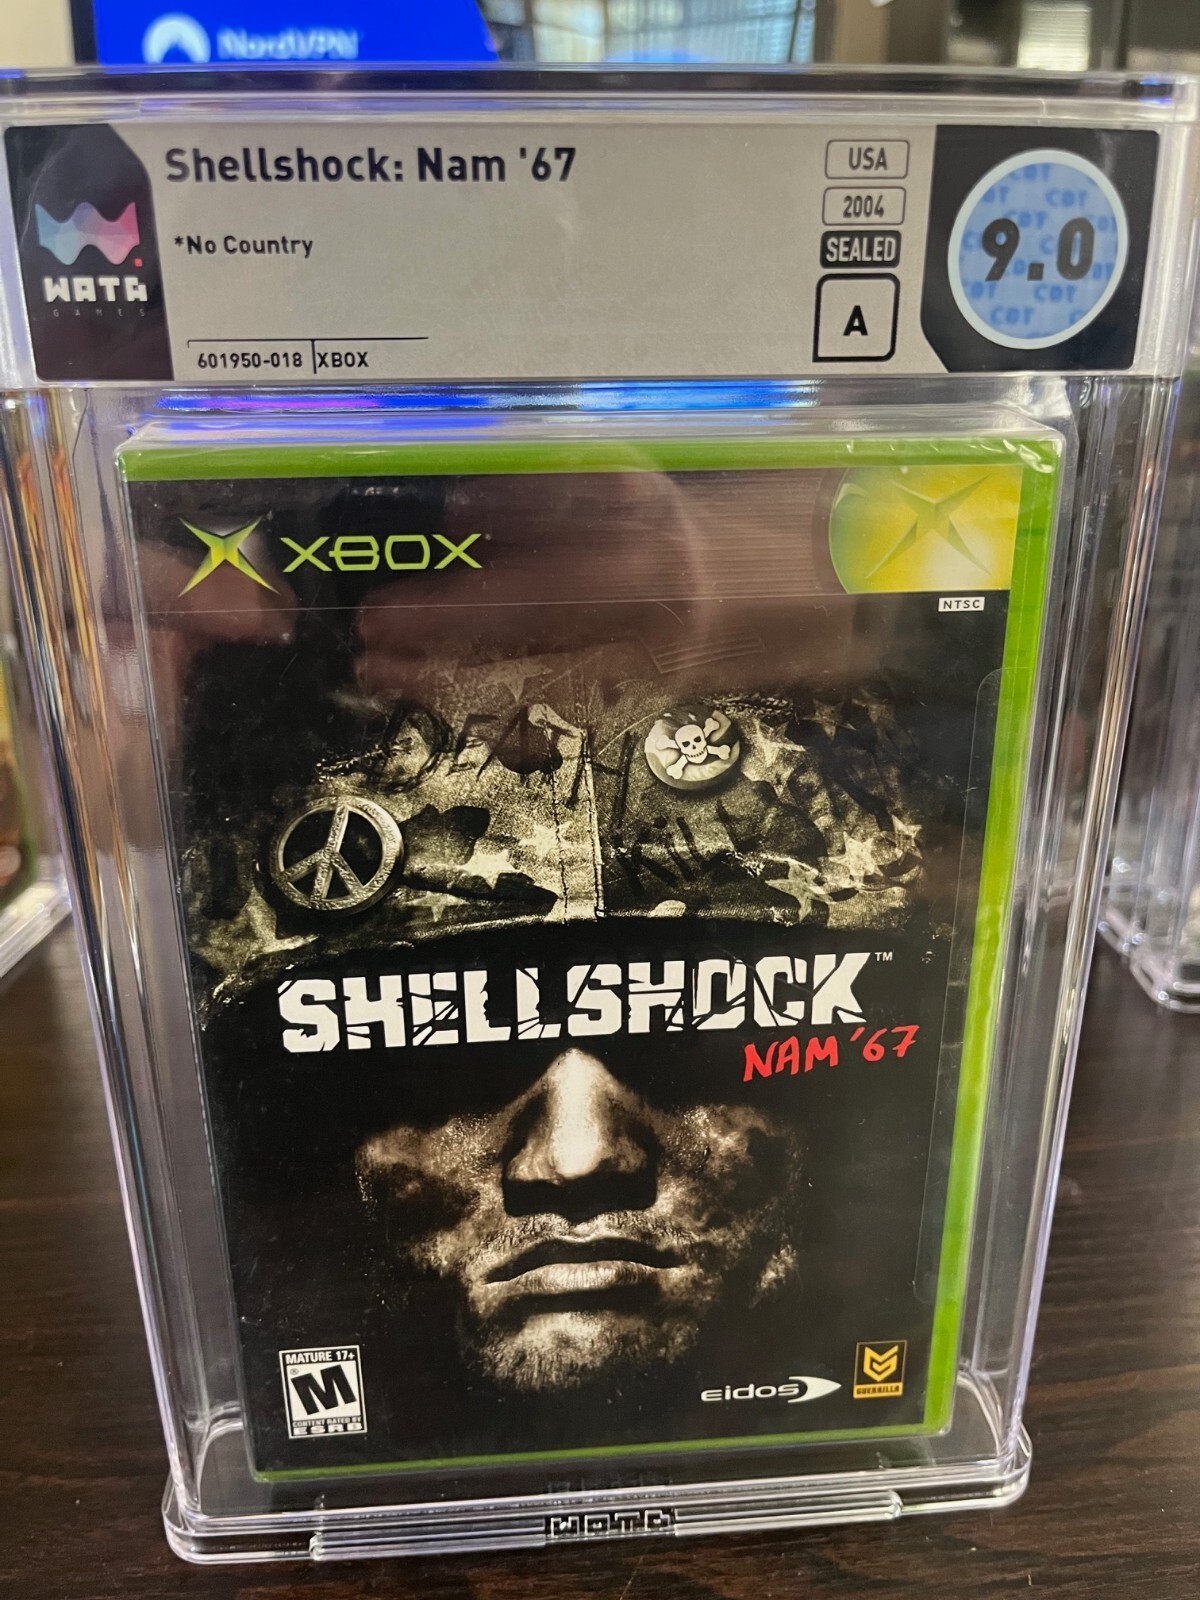 NordVPN
Shellshock: Nam '67
*No Country
WATA
GAMES
601950-018 XBOX
USA
2004
SEALED
A
9.0
CDT
XBOX
NTSC
KILL
SHELLSHOCK™
NAM '67
MATURE 17+
M
CONTENT RATED BY
ESRB
eidos
GUERRILLA
WATA